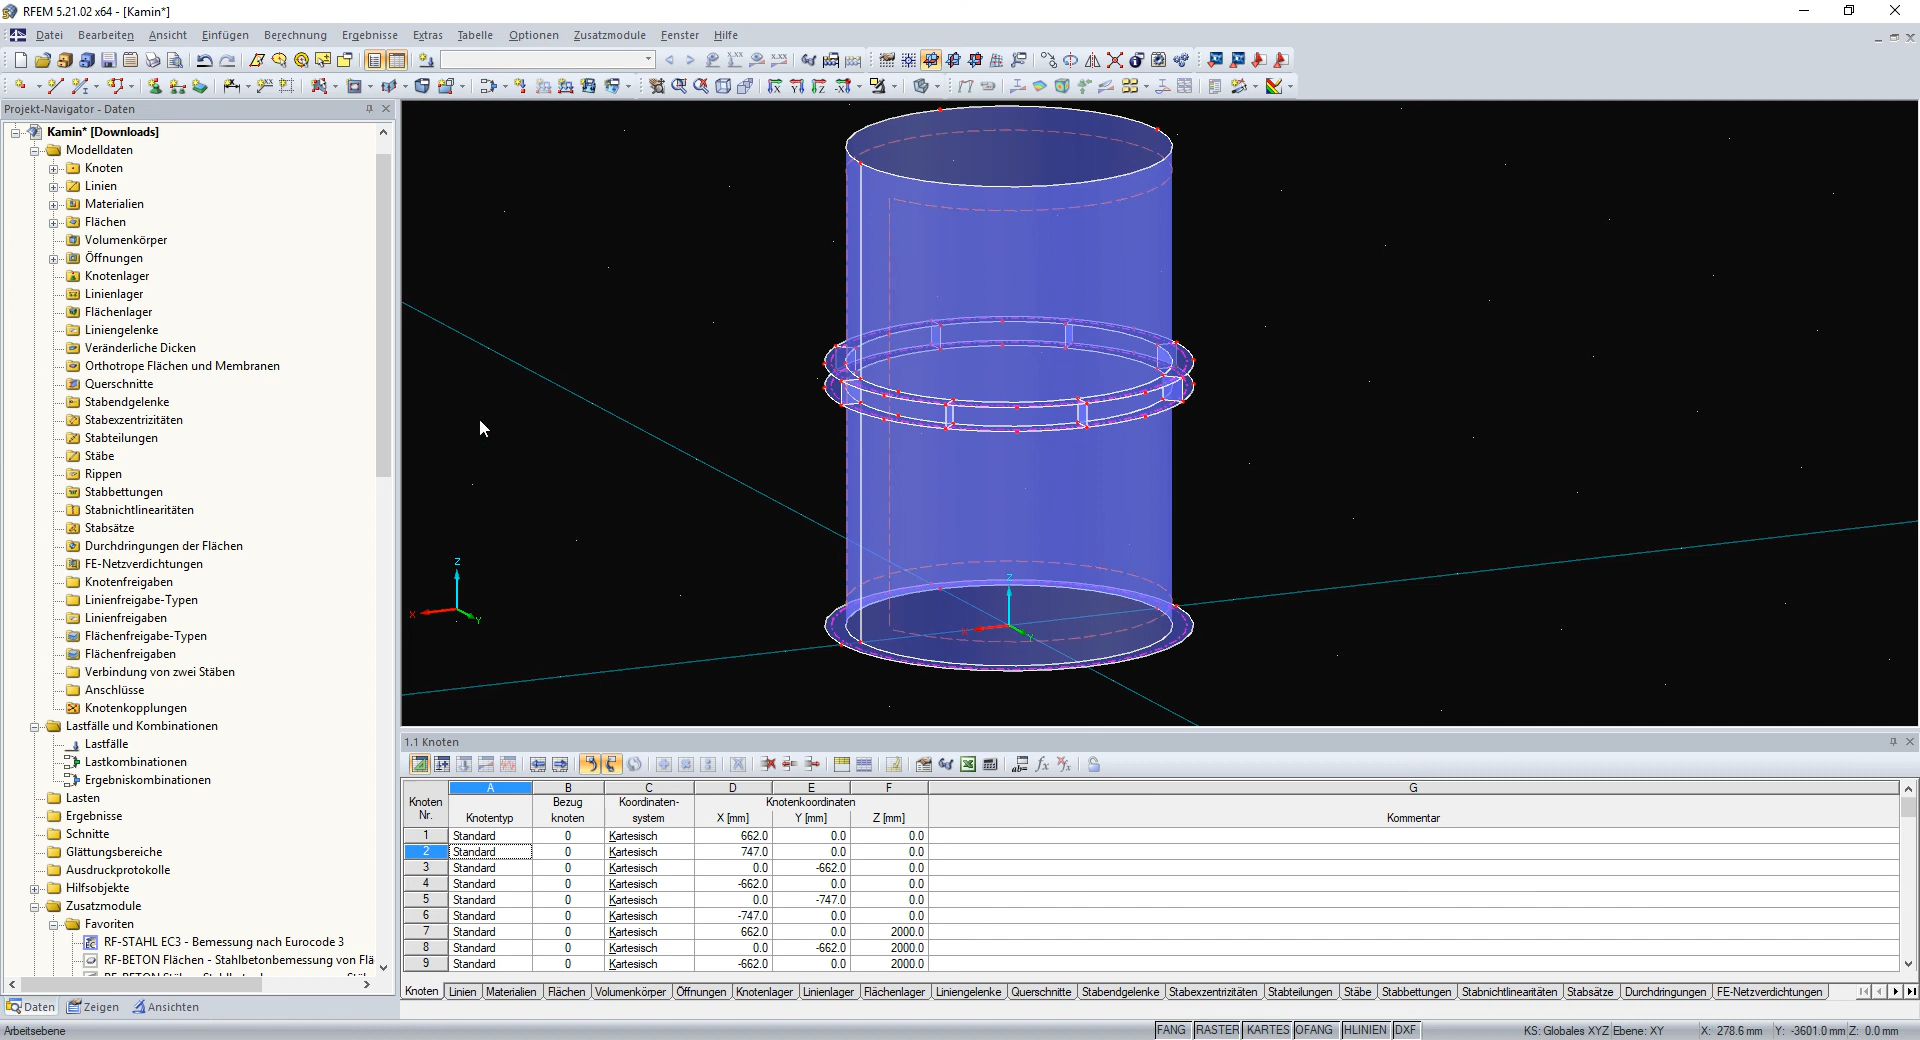 RFEM 5.21.02 x64 - [Kamin*]
Datei Bearbeiten Ansicht Einfügen Berechnung Ergebnisse Extras Tabelle Optionen Zusatzmodule Fenster Hilfe
Projekt-Navigator - Daten
Kamin* [Downloads]
Modelldaten
Knoten
Linien
Materialien
Flächen
Volumenkörper
Öffnungen
Knotenlager
Linienlager
Flächenlager
Liniengelenke
Veränderliche Dicken
Orthotrope Flächen und Membranen
Querschnitte
Stabendgelenke
Stabexzentrizitäten
Stabteilungen
Stäbe
Rippen
Stabbettungen
Stabnichtlinearitäten
Stabsätze
Durchdringungen der Flächen
FE-Netzverdichtungen
Knotenfreigaben
Linienfreigabe-Typen
Linienfreigaben
Flächenfreigabe-Typen
Flächenfreigaben
Verbindung von zwei Stäben
Anschlüsse
Knotenkopplungen
Lastfälle und Kombinationen
Lastfälle
Lastkombinationen
Ergebniskombinationen
Lasten
Ergebnisse
Schnitte
Glättungsbereiche
Ausdruckprotokolle
Hilfsobjekte
Zusatzmodule
Favoriten
RF-STAHL EC3 - Bemessung nach Eurocode 3
RF-BETON Flächen - Stahlbetonbemessung von Flä
Daten Zeigen Ansichten
Z
X
Y
Z
X
Y
1.1 Knoten
A B C D E F G
Knoten Bezug Koordinaten- Knotenkoordinaten
Nr. Knotentyp knoten system X [mm] Y [mm] Z [mm] Kommentar
1 Standard 0 Kartesisch 662.0 0.0 0.0
2 Standard 0 Kartesisch 747.0 0.0 0.0
3 Standard 0 Kartesisch 0.0 -662.0 0.0
4 Standard 0 Kartesisch -662.0 0.0 0.0
5 Standard 0 Kartesisch 0.0 -747.0 0.0
6 Standard 0 Kartesisch -747.0 0.0 0.0
7 Standard 0 Kartesisch 662.0 0.0 2000.0
8 Standard 0 Kartesisch 0.0 -662.0 2000.0
9 Standard 0 Kartesisch -662.0 0.0 2000.0
Knoten Linien Materialien Flächen Volumenkörper Öffnungen Knotenlager Linienlager Flächenlager Liniengelenke Querschnitte Stabendgelenke Stabexzentrizitäten Stabteilungen Stäbe Stabbettungen Stabnichtlinearitäten Stabsätze Durchdringungen FE-Netzverdichtungen
Arbeitsebene FANG RASTER KARTES OFANG HLINIEN DXF KS: Globales XYZ Ebene: XY X: 278.6 mm Y: -3601.0 mm Z: 0.0 mm